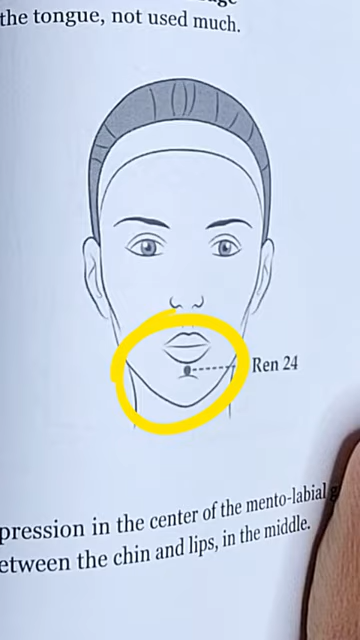 the tongue, not used much.
Ren 24
pression in the center of the mento-labial
etween the chin and lips, in the middle.